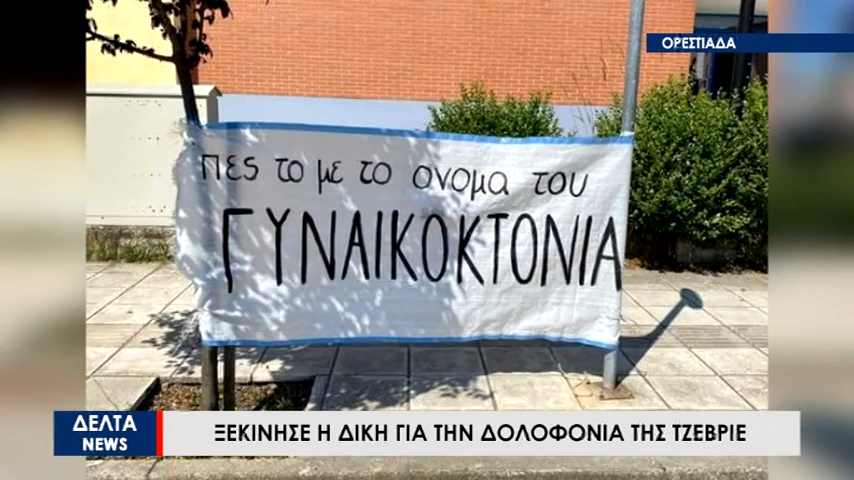 ΟΡΕΣΤΙΑΔΑ
πες το με το ονομα του
ΓΥΝΑΙΚΟΚΤΟΝΙΑ
ΔΕΛΤΑ
NEWS
ΞΕΚΙΝΗΣΕ Η ΔΙΚΗ ΓΙΑ ΤΗΝ ΔΟΛΟΦΟΝΙΑ ΤΗΣ ΤΖΕΒΡΙΕ